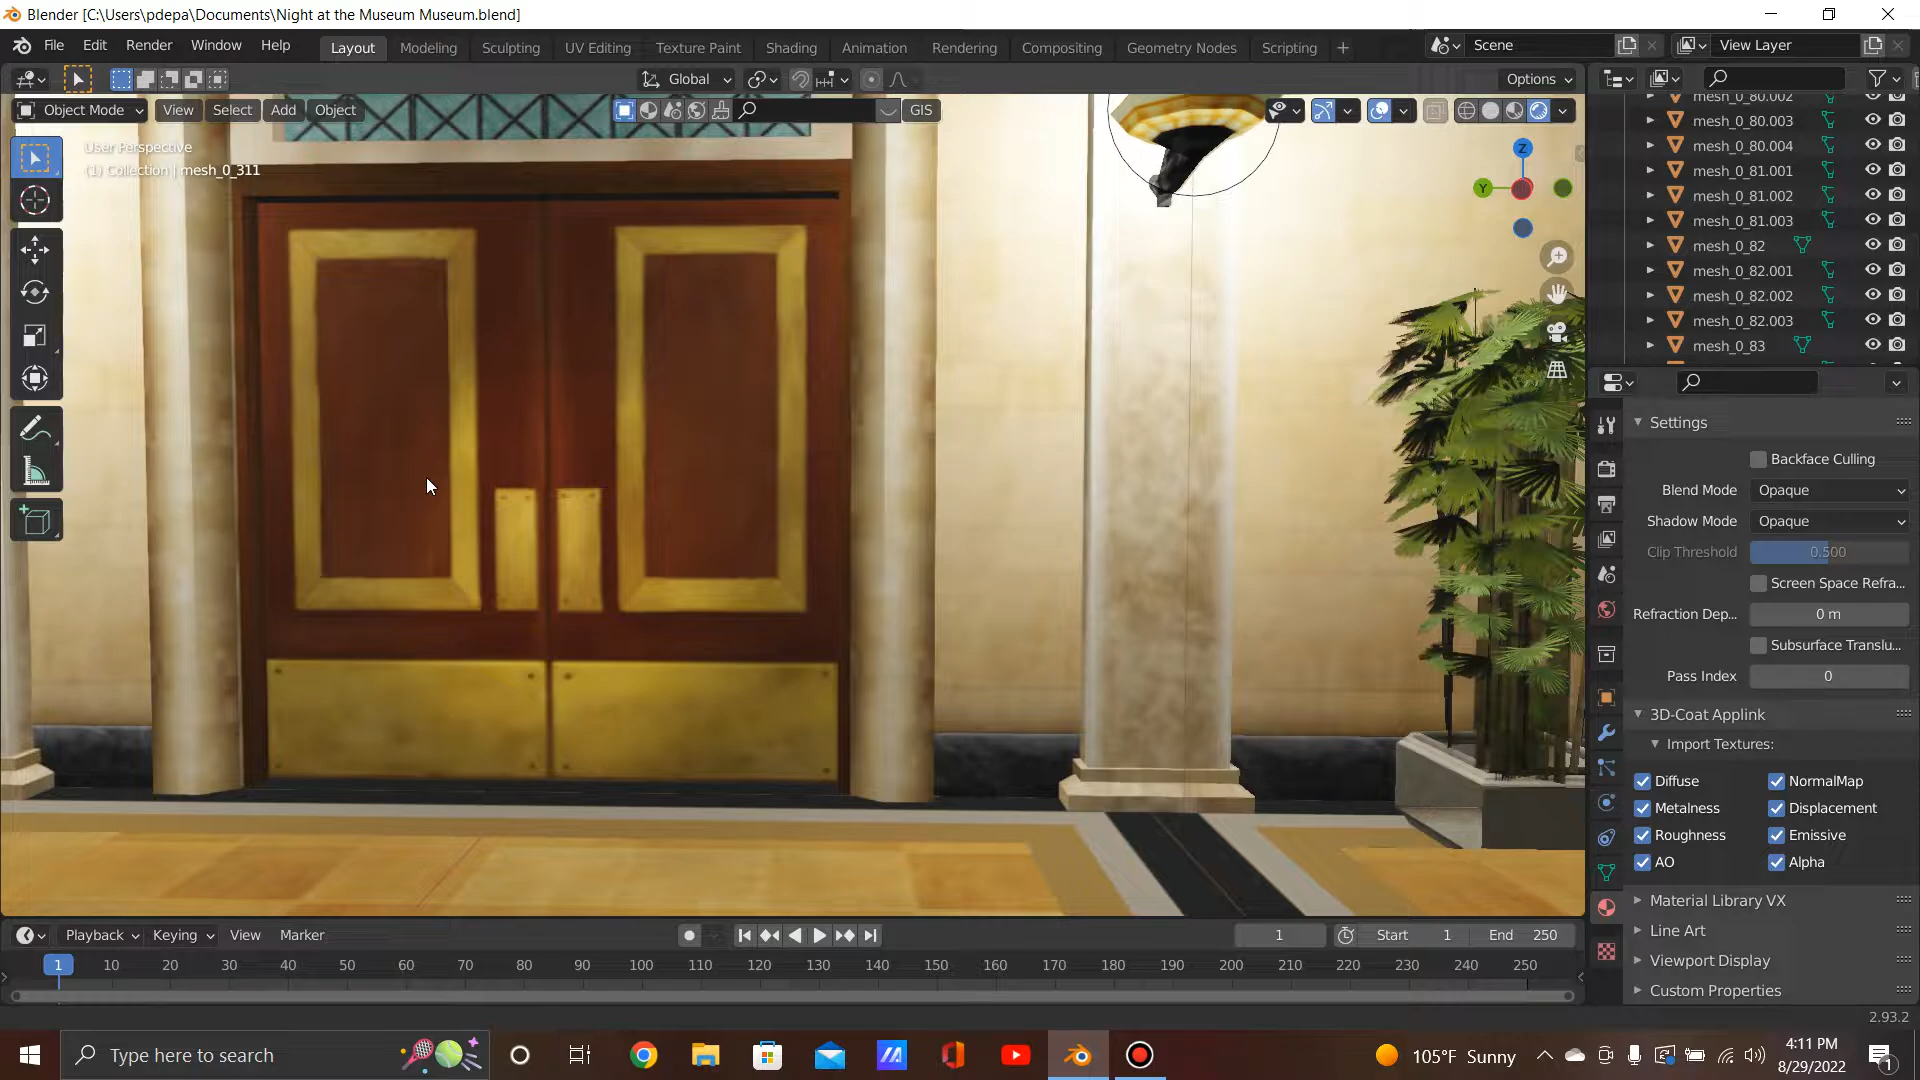 Blender [C:\Users\pdepa\Documents\Night at the Museum Museum.blend]
File Edit Render Window Help
Layout Modeling Sculpting UV Editing Texture Paint Shading Animation Rendering Compositing Geometry Nodes Scripting +
Scene
View Layer
Global
Options
Object Mode View Select Add Object
GIS
User Perspective
(1) Collection | mesh_0_311
Z
Y
mesh_0_80.002
mesh_0_80.003
mesh_0_80.004
mesh_0_81.001
mesh_0_81.002
mesh_0_81.003
mesh_0_82
mesh_0_82.001
mesh_0_82.002
mesh_0_82.003
mesh_0_83
Settings
Backface Culling
Blend Mode Opaque
Shadow Mode Opaque
Clip Threshold 0.500
Screen Space Refra...
Refraction Dep... 0 m
Subsurface Translu...
Pass Index 0
3D-Coat Applink
Import Textures:
Diffuse NormalMap
Metalness Displacement
Roughness Emissive
AO Alpha
Material Library VX
Line Art
Viewport Display
Custom Properties
Playback Keying View Marker
1 Start 1 End 250
1 10 20 30 40 50 60 70 80 90 100 110 120 130 140 150 160 170 180 190 200 210 220 230 240 250
2.93.2
Type here to search
105°F Sunny
4:11 PM
8/29/2022
1